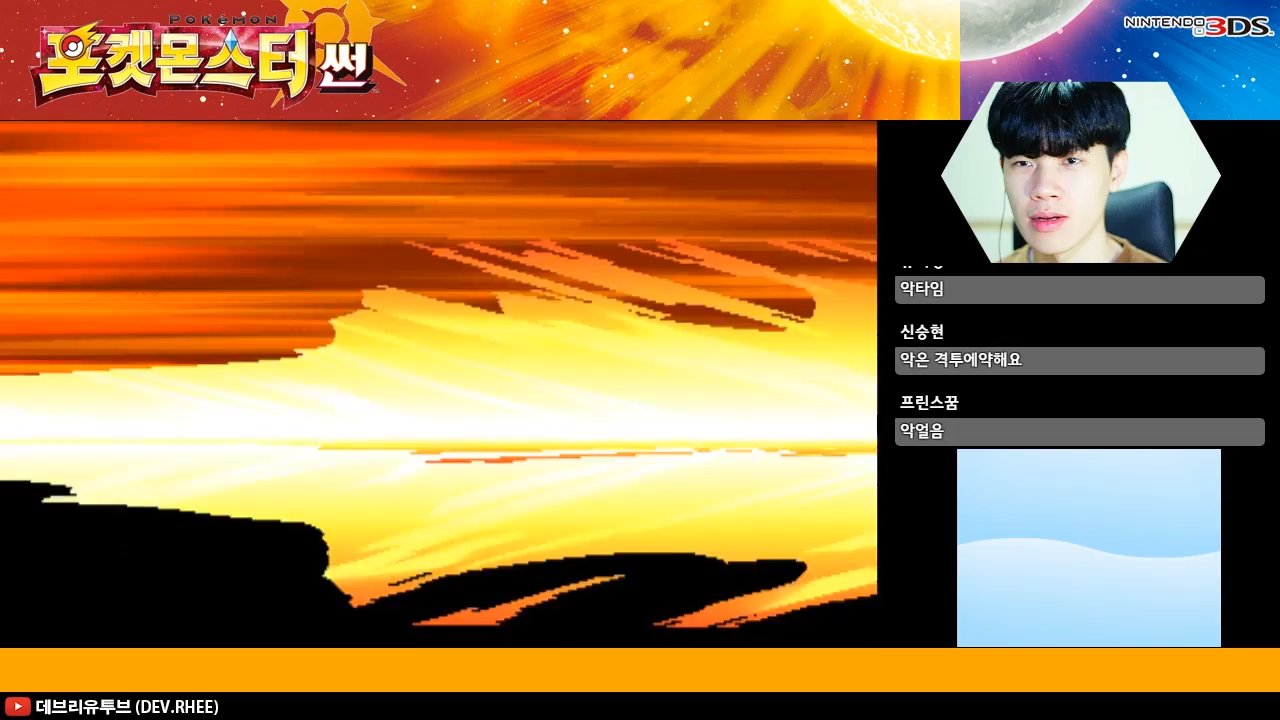 POKéMON
포켓몬스터 썬
NINTENDO 3DS
악타임
신승현
악은 격투에약해요
프린스꿈
악얼음
데브리유투브 (DEV.RHEE)